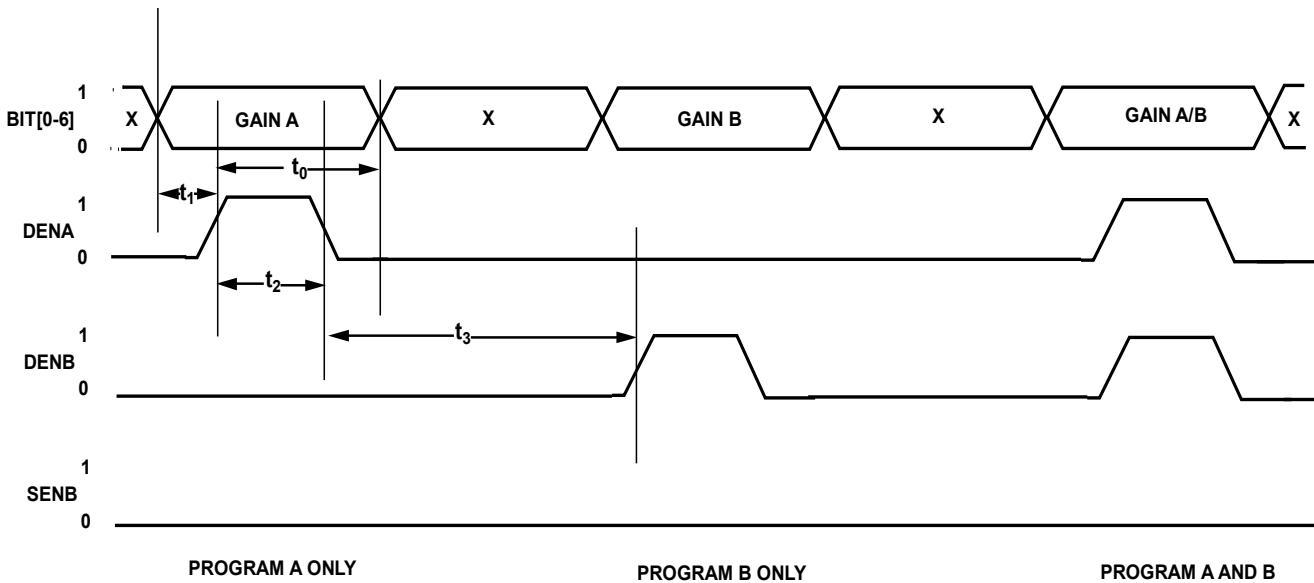 1
BIT[0-6] X GAIN A X GAIN B X GAIN A/B X
0
t₀
t₁
1
DENA
0
t₂
1
t₃
DENB
0
1
SENB
0
PROGRAM A ONLY PROGRAM B ONLY PROGRAM A AND B